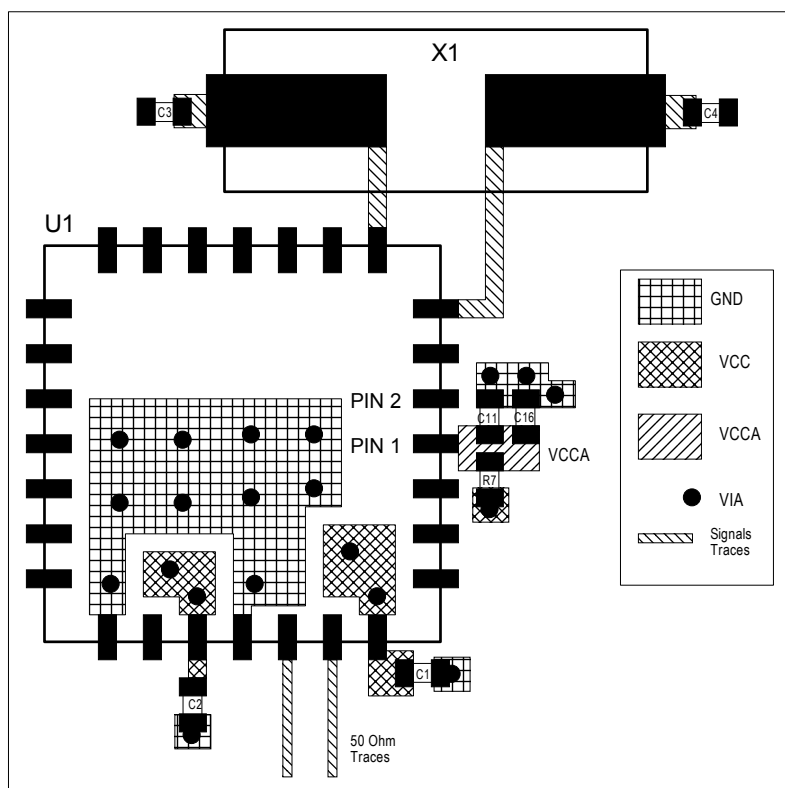 X1
C3
C4
U1
GND
VCC
PIN 2
C11
C16
PIN 1
VCCA
VCCA
R7
VIA
Signals
Traces
C1
C2
50 Ohm
Traces